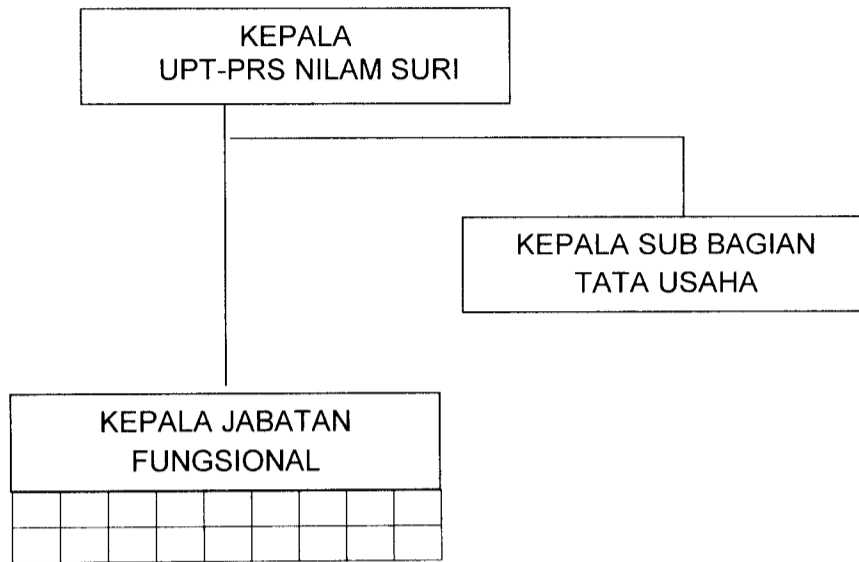 KEPALA
UPT-PRS NILAM SURI
KEPALA SUB BAGIAN
TATA USAHA
KEPALA JABATAN
FUNGSIONAL